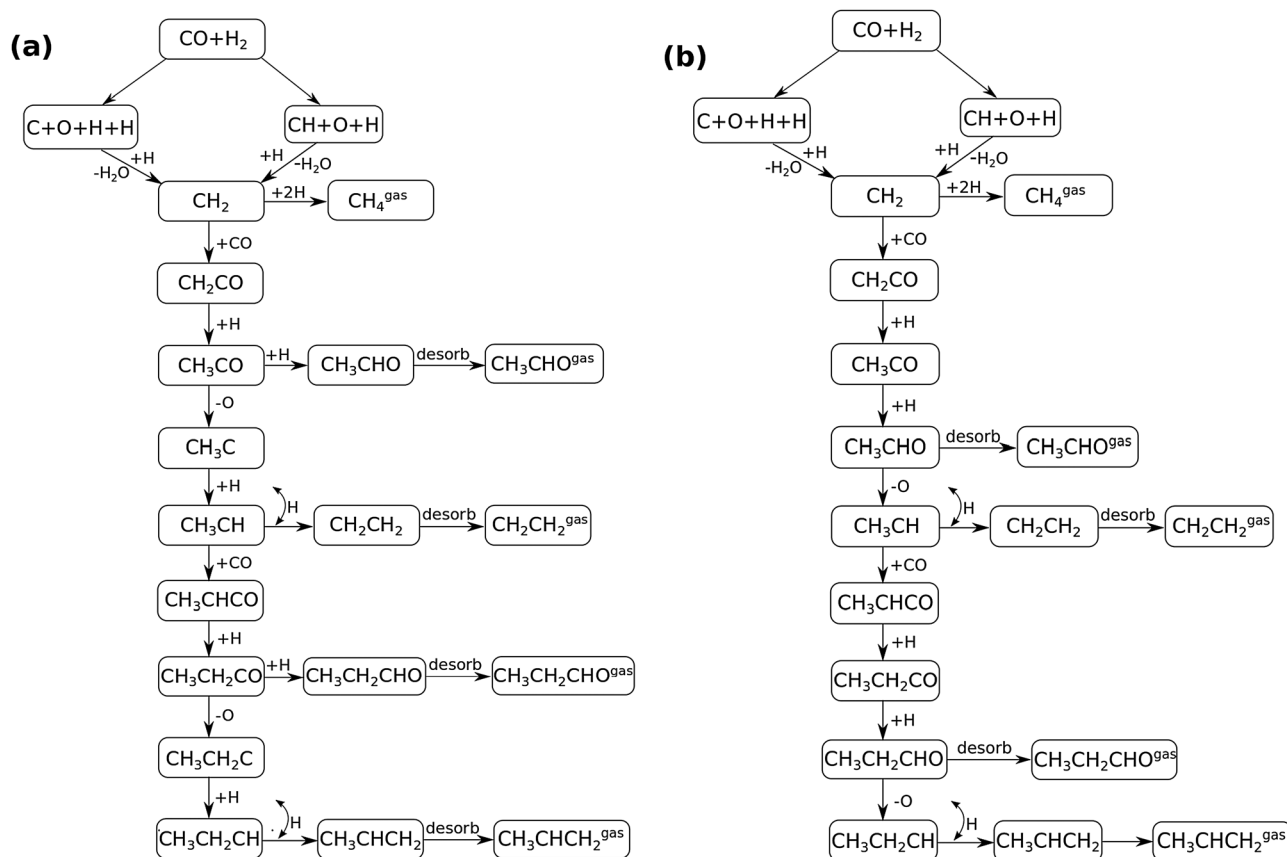 (a)
CO+H₂
C+O+H+H
CH+O+H
+H
-H₂O
+H
-H₂O
CH₂
+2H
CH₄gas
+CO
CH₂CO
+H
CH₃CO
+H
CH₃CHO
desorb
CH₃CHOgas
-O
CH₃C
+H
CH₃CH
H
CH₂CH₂
desorb
CH₂CH₂gas
+CO
CH₃CHCO
+H
CH₃CH₂CO
+H
CH₃CH₂CHO
desorb
CH₃CH₂CHOgas
-O
CH₃CH₂C
+H
CH₃CH₂CH
H
CH₃CHCH₂
desorb
CH₃CHCH₂gas
(b)
CO+H₂
C+O+H+H
CH+O+H
+H
-H₂O
+H
-H₂O
CH₂
+2H
CH₄gas
+CO
CH₂CO
+H
CH₃CO
+H
CH₃CHO
desorb
CH₃CHOgas
-O
CH₃CH
H
CH₂CH₂
desorb
CH₂CH₂gas
+CO
CH₃CHCO
+H
CH₃CH₂CO
+H
CH₃CH₂CHO
desorb
CH₃CH₂CHOgas
-O
CH₃CH₂CH
H
CH₃CHCH₂
CH₃CHCH₂gas